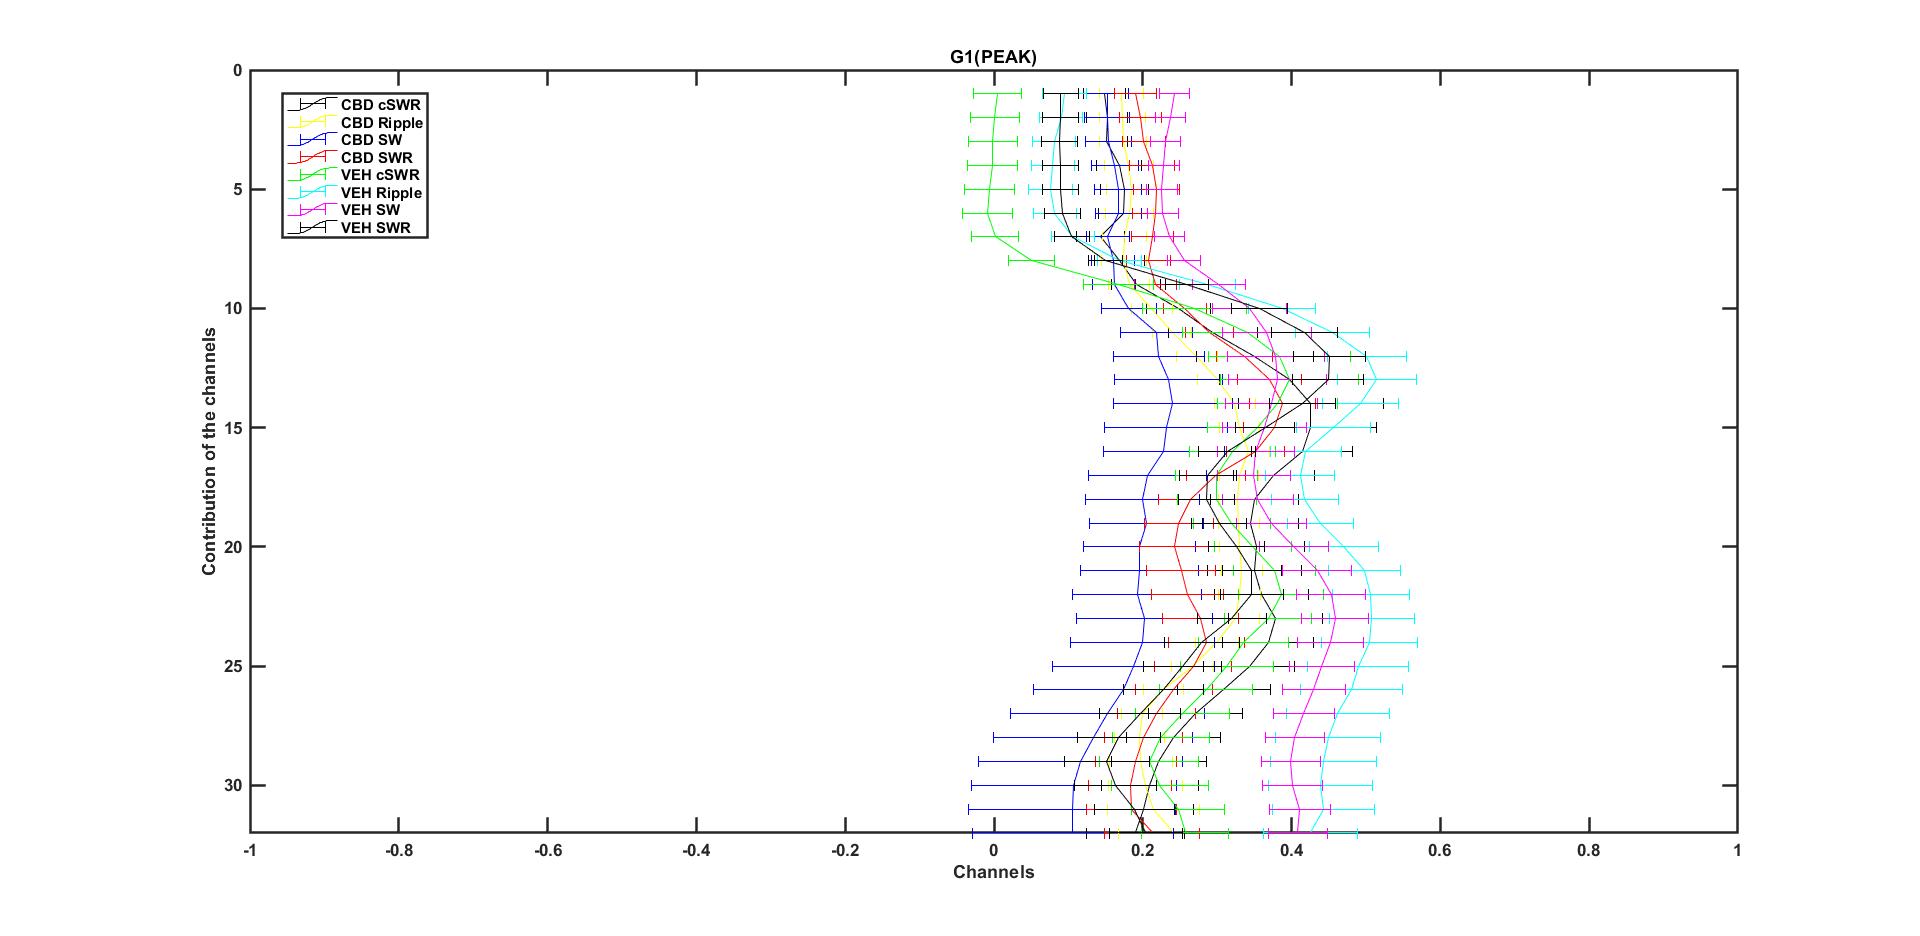 G1(PEAK)
CBD cSWR
CBD Ripple
CBD SW
CBD SWR
VEH cSWR
VEH Ripple
VEH SW
VEH SWR
Contribution of the channels
0
5
10
15
20
25
30
-1 -0.8 -0.6 -0.4 -0.2 0 0.2 0.4 0.6 0.8 1
Channels